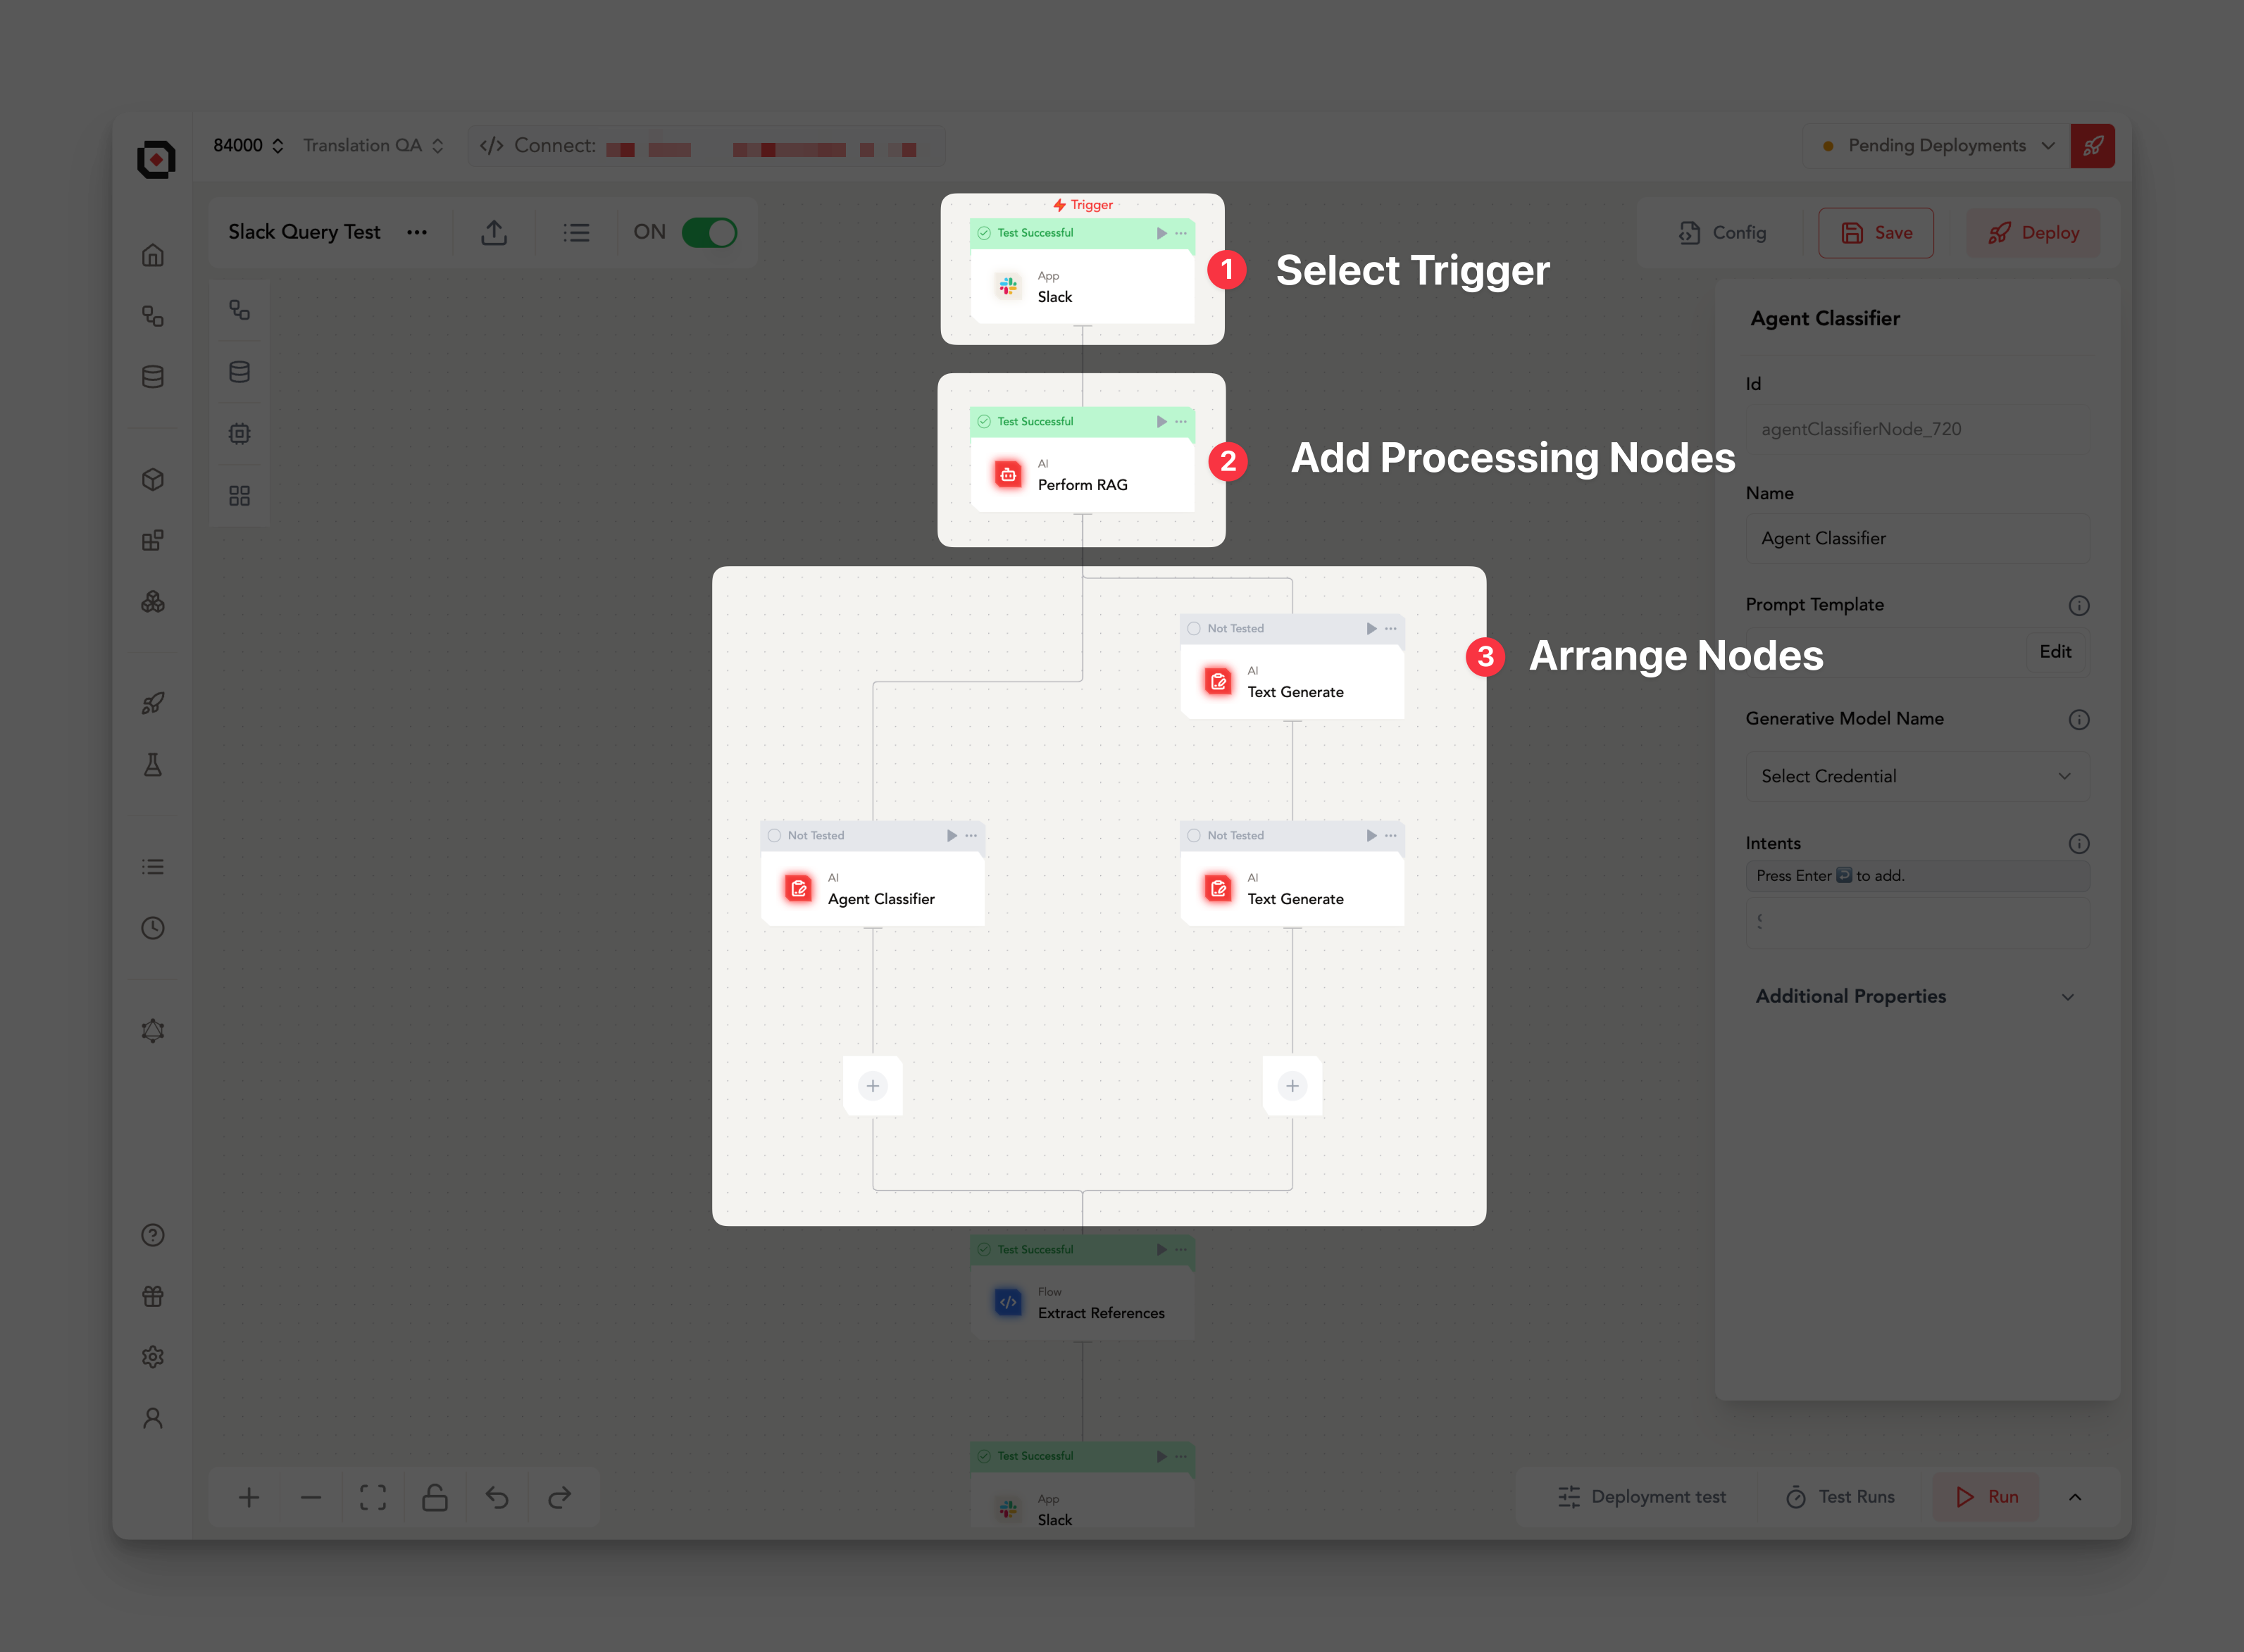 84000
Translation QA
Connect:
Pending Deployments
Slack Query Test
ON
Config
Save
Deploy
Trigger
Test Successful
App
Slack
1 Select Trigger
Test Successful
AI
Perform RAG
2 Add Processing Nodes
Not Tested
AI
Text Generate
3 Arrange Nodes
Not Tested
AI
Agent Classifier
Not Tested
AI
Text Generate
Test Successful
Flow
Extract References
Test Successful
App
Slack
Agent Classifier
Id
agentClassifierNode_720
Name
Agent Classifier
Prompt Template
Edit
Generative Model Name
Select Credential
Intents
Press Enter to add.
Additional Properties
Deployment test
Test Runs
Run